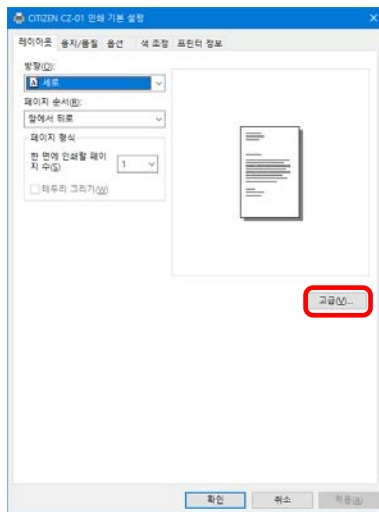 CITIZEN CZ-01 인쇄 기본 설정
레이아웃 용지/품질 옵션 색 조정 프린터 정보
방향(O):
세로
페이지 순서(R):
앞에서 뒤로
페이지 형식
한 면에 인쇄할 페이
지 수(S)
1
테두리 그리기(W)
고급(V)...
확인 취소 적용(A)